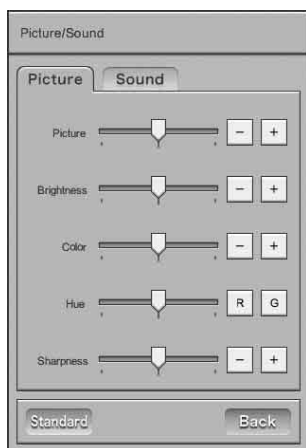 Picture/Sound
Picture Sound
Picture - +
Brightness - +
Color - +
Hue R G
Sharpness - +
Standard Back